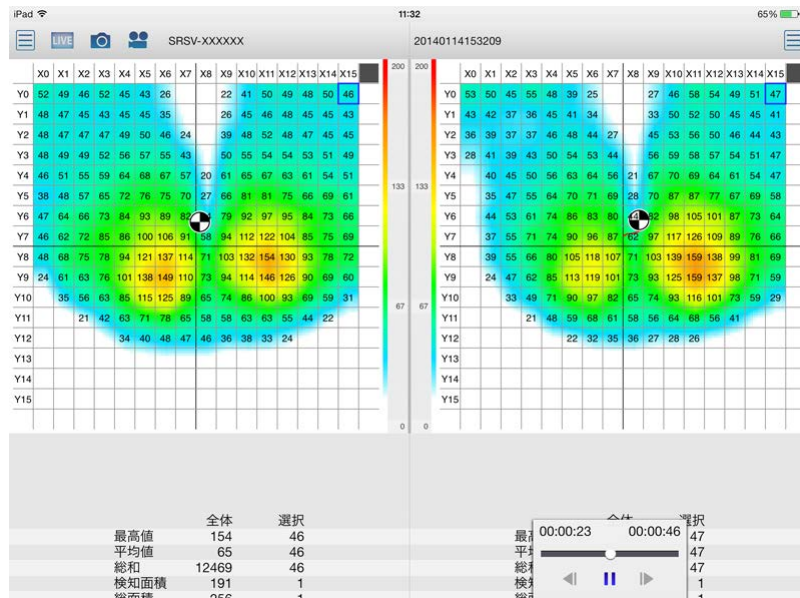 iPad 11:32 65%
LIVE SRSV-XXXXXX 20140114153209
X0 X1 X2 X3 X4 X5 X6 X7 X8 X9 X10 X11 X12 X13 X14 X15
Y0 52 49 46 52 45 43 26 22 41 50 49 48 50 46
Y1 48 47 45 43 45 45 35 26 45 46 48 45 45 43
Y2 48 47 47 47 49 50 46 24 39 48 52 48 47 45 45
Y3 48 49 49 52 56 57 55 43 50 55 54 54 53 51 49
Y4 46 51 55 59 64 68 67 57 20 61 65 67 63 61 54 51
Y5 38 48 57 65 72 76 75 70 27 66 81 81 75 66 69 61
Y6 47 64 66 73 84 93 89 82 79 92 97 95 84 73 66
Y7 46 62 72 85 86 100 106 91 58 94 112 122 104 85 75 69
Y8 48 68 75 78 94 121 137 114 71 103 132 154 130 93 78 72
Y9 24 61 63 76 101 138 149 110 73 94 114 146 126 90 69 60
Y10 35 56 63 85 115 125 89 65 74 86 100 93 69 59 31
Y11 21 42 63 71 78 65 58 58 63 63 55 44 22
Y12 34 40 48 47 46 36 38 33 24
Y13
Y14
Y15
200
133
67
0
X0 X1 X2 X3 X4 X5 X6 X7 X8 X9 X10 X11 X12 X13 X14 X15
Y0 53 50 45 55 48 39 25 27 46 58 54 49 51 47
Y1 43 42 37 36 45 41 34 33 50 52 50 45 45 41
Y2 36 39 37 37 46 48 44 27 45 53 56 50 46 44 43
Y3 28 41 39 43 50 54 53 44 56 59 58 57 54 51 47
Y4 40 45 50 56 63 64 56 21 67 70 69 64 61 54 47
Y5 35 47 55 64 70 71 69 28 70 87 87 77 67 69 58
Y6 44 53 61 74 86 83 80 82 98 105 101 87 73 64
Y7 37 55 71 74 90 96 87 62 97 117 126 109 89 76 66
Y8 39 55 66 80 105 118 107 71 103 139 159 138 99 81 69
Y9 24 47 62 85 113 119 101 73 93 125 159 137 98 71 59
Y10 33 49 71 90 97 82 65 74 93 116 101 73 59 29
Y11 21 48 59 68 61 58 56 64 68 56 41
Y12 22 32 35 36 27 28 26
Y13
Y14
Y15
200
133
67
0
全体 選択
最高値 154 46
平均値 65 46
総和 12469 46
検知面積 191 1
総面積 256 1
選択
47
47
47
1
00:00:23 00:00:46